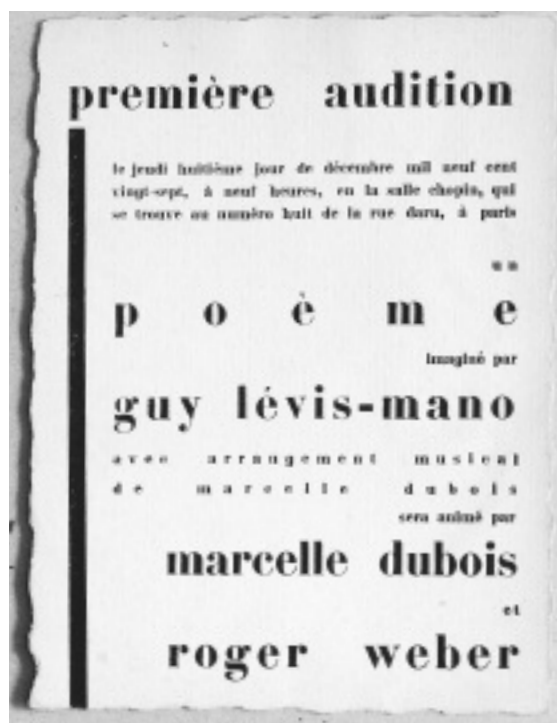 première audition
le jeudi huitième jour de décembre mil neuf cent
vingt-sept, à neuf heures, en la salle chopin, qui
se trouve au numéro huit de la rue daru, à paris
un
poème
imaginé par
guy lévis-mano
avec arrangement musical
de marcelle dubois
sera animé par
marcelle dubois
et
roger weber